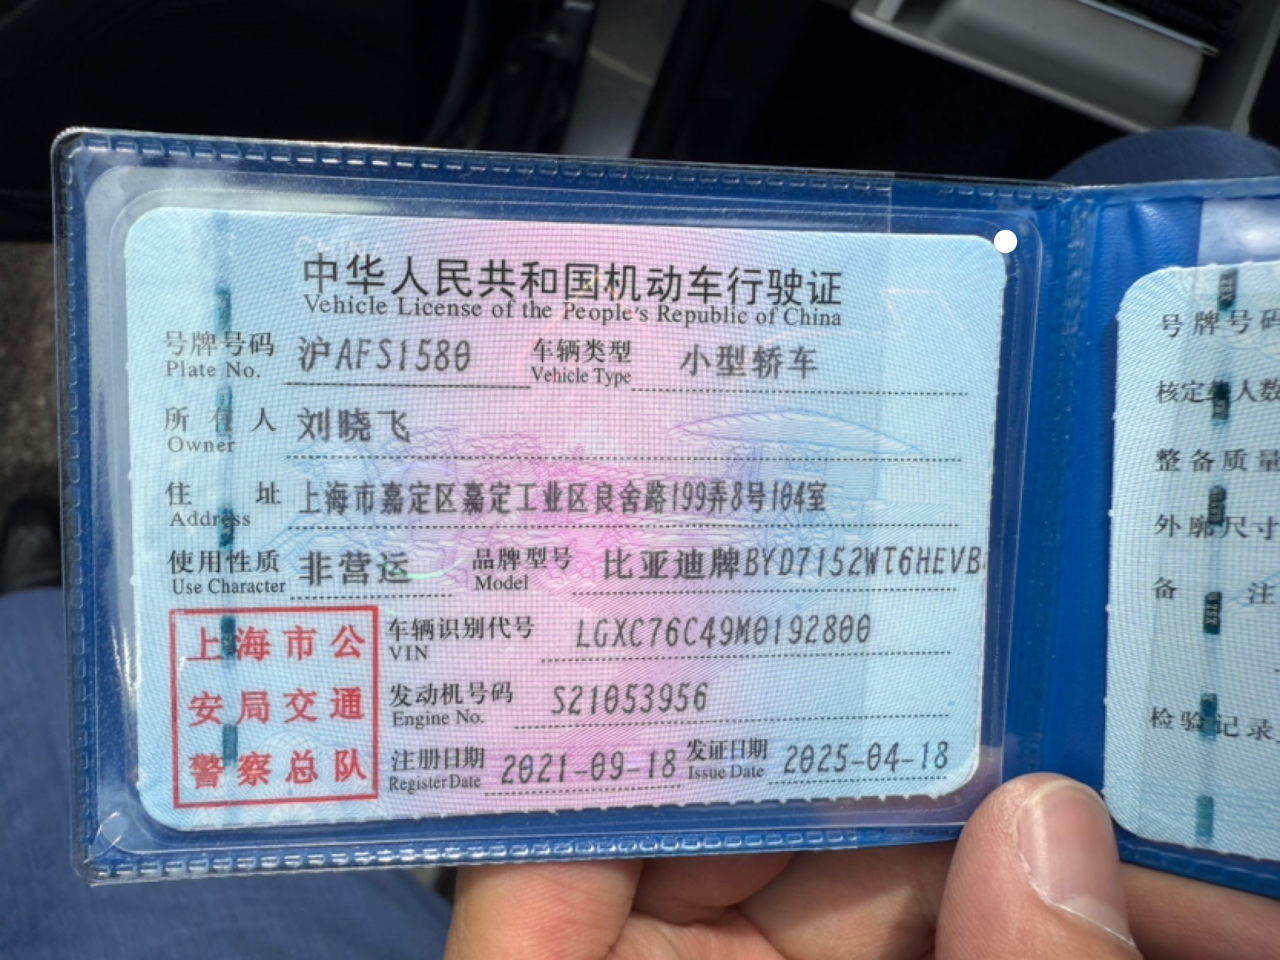 中华人民共和国机动车行驶证
Vehicle License of the People's Republic of China
号牌号码 沪AFS1580 车辆类型 小型轿车
Plate No. Vehicle Type
所有人 刘晓飞
Owner
住址 上海市嘉定区嘉定工业区良舍路199弄8号104室
Address
使用性质 非营运 品牌型号 比亚迪牌BYD7152WT6HEVB
Use Character Model
上海市公
安局交通
警察总队
车辆识别代号 LGXC76C49M0192800
VIN
发动机号码 S21053956
Engine No.
注册日期 2021-09-18 发证日期 2025-04-18
Register Date Issue Date
号牌号码
核定载人数
整备质量
外廓尺寸
备注
检验记录